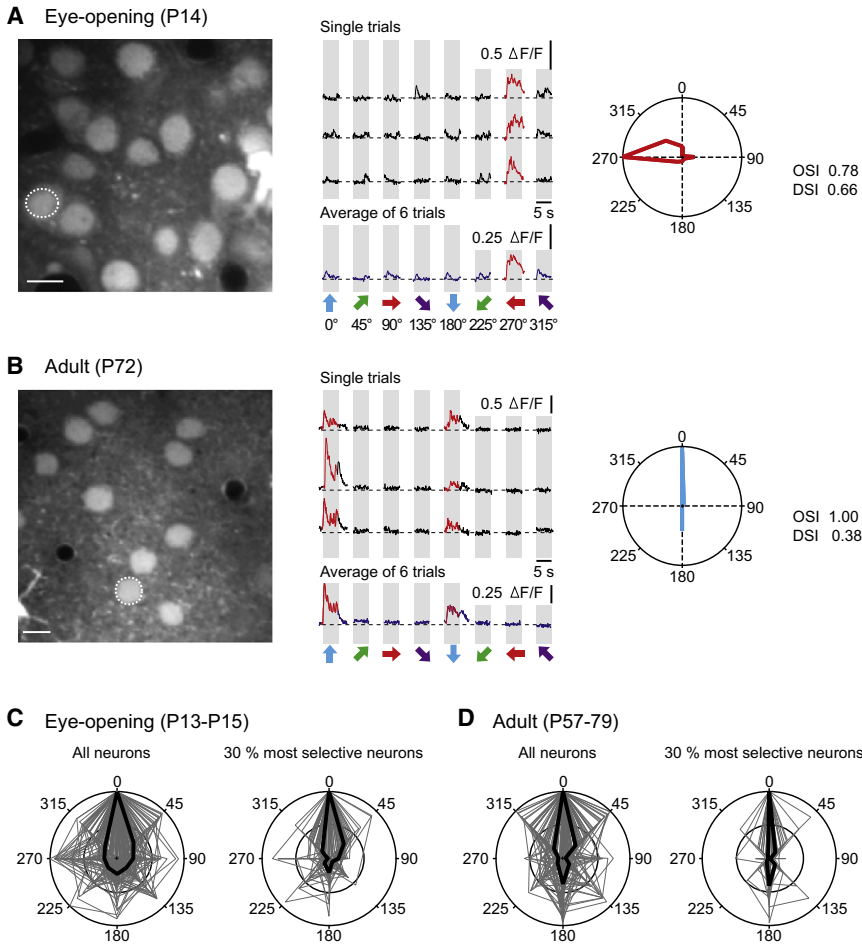 A Eye-opening (P14)
Single trials
0.5 ΔF/F
5 s
Average of 6 trials
0.25 ΔF/F
0° 45° 90° 135° 180° 225° 270° 315°
0
315 45
270 90
225 135
180
OSI 0.78
DSI 0.66
B Adult (P72)
Single trials
0.5 ΔF/F
5 s
Average of 6 trials
0.25 ΔF/F
0
315 45
270 90
225 135
180
OSI 1.00
DSI 0.38
C Eye-opening (P13-P15)
All neurons
0
315 45
270 90
225 135
180
30 % most selective neurons
0
315 45
270 90
225 135
180
D Adult (P57-79)
All neurons
0
315 45
270 90
225 135
180
30 % most selective neurons
0
315 45
270 90
225 135
180